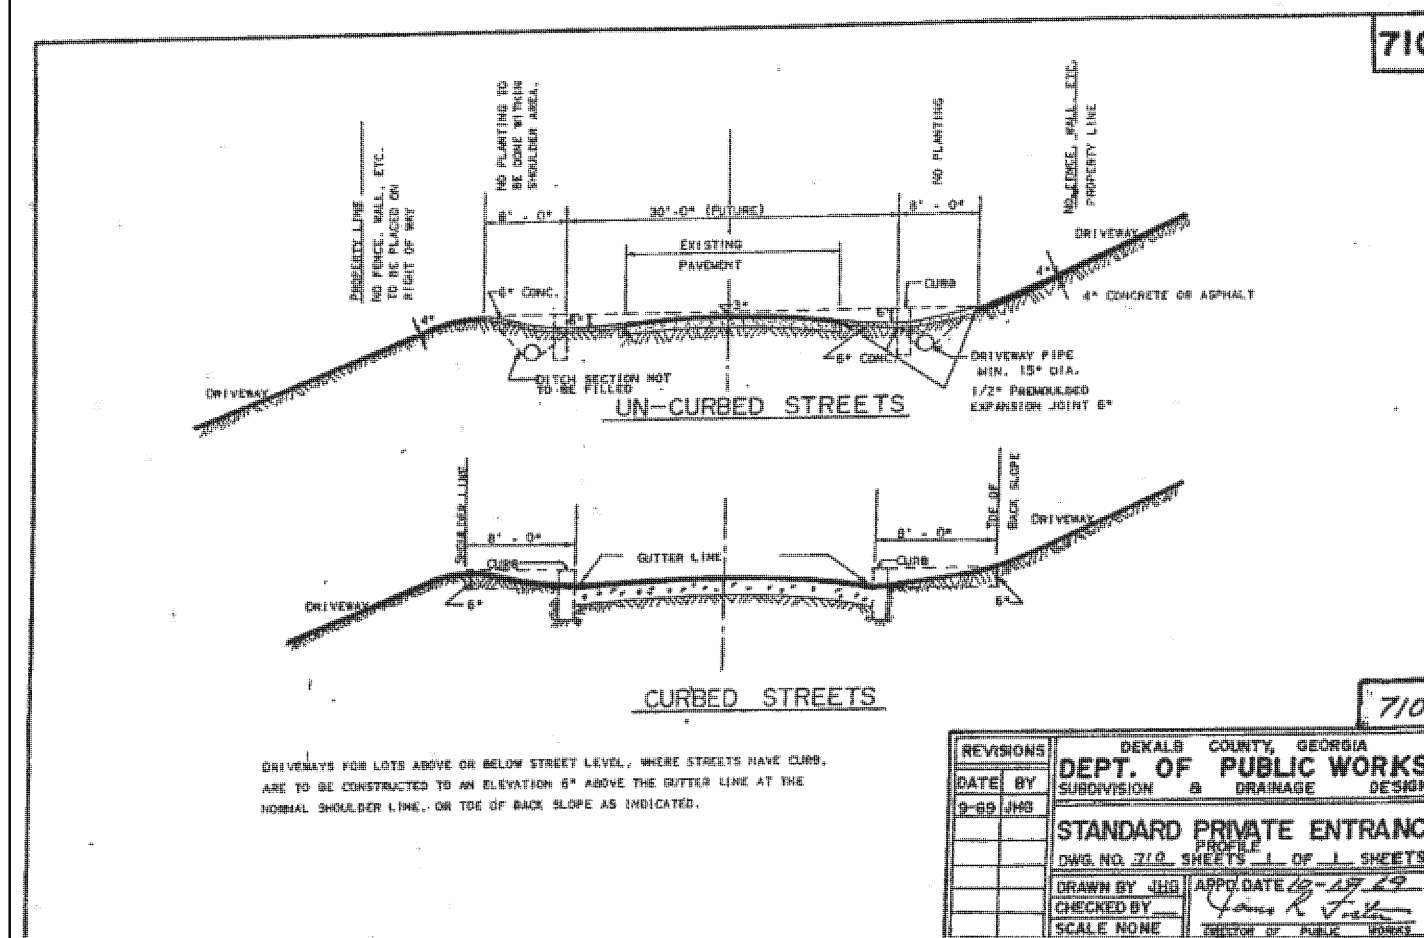 710
PROPERTY LINE
NO FENCE, WALL, ETC.
TO BE PLACED ON
RIGHT OF WAY
NO PLANTING TO
BE DONE WITHIN
SHOULDER AREA.
NO PLANTING
NO FENCE, WALL, ETC.
PROPERTY LINE
8' - 0"
30'-0" (FUTURE)
8' - 0"
EXISTING
PAVEMENT
DRIVEWAY
4"
4" CONCRETE OR ASPHALT
CURB
6" CONC.
3"
6"
6"
4"
6" CONC.
DRIVEWAY PIPE
MIN. 15" DIA.
1/2" PREMOULDED
EXPANSION JOINT 6"
DITCH SECTION NOT
TO BE FILLED
DRIVEWAY
UN-CURBED STREETS
SHOULDER LINE
TOE OF
BACK SLOPE
8' - 0"
8' - 0"
DRIVEWAY
CURB
GUTTER LINE
CURB
DRIVEWAY
6"
6"
CURBED STREETS
DRIVEWAYS FOR LOTS ABOVE OR BELOW STREET LEVEL, WHERE STREETS HAVE CURB,
ARE TO BE CONSTRUCTED TO AN ELEVATION 6" ABOVE THE GUTTER LINE AT THE
NORMAL SHOULDER LINE, OR TOE OF BACK SLOPE AS INDICATED.
710
REVISIONS
DATE BY
9-69 JHG
DEKALB COUNTY, GEORGIA
DEPT. OF PUBLIC WORKS
SUBDIVISION & DRAINAGE DESIGN
STANDARD PRIVATE ENTRANC
PROFILE
DWG. NO. 710 SHEETS 1 OF 1 SHEETS
DRAWN BY JHG
CHECKED BY
SCALE NONE
APPD. DATE
DIRECTOR OF PUBLIC WORKS